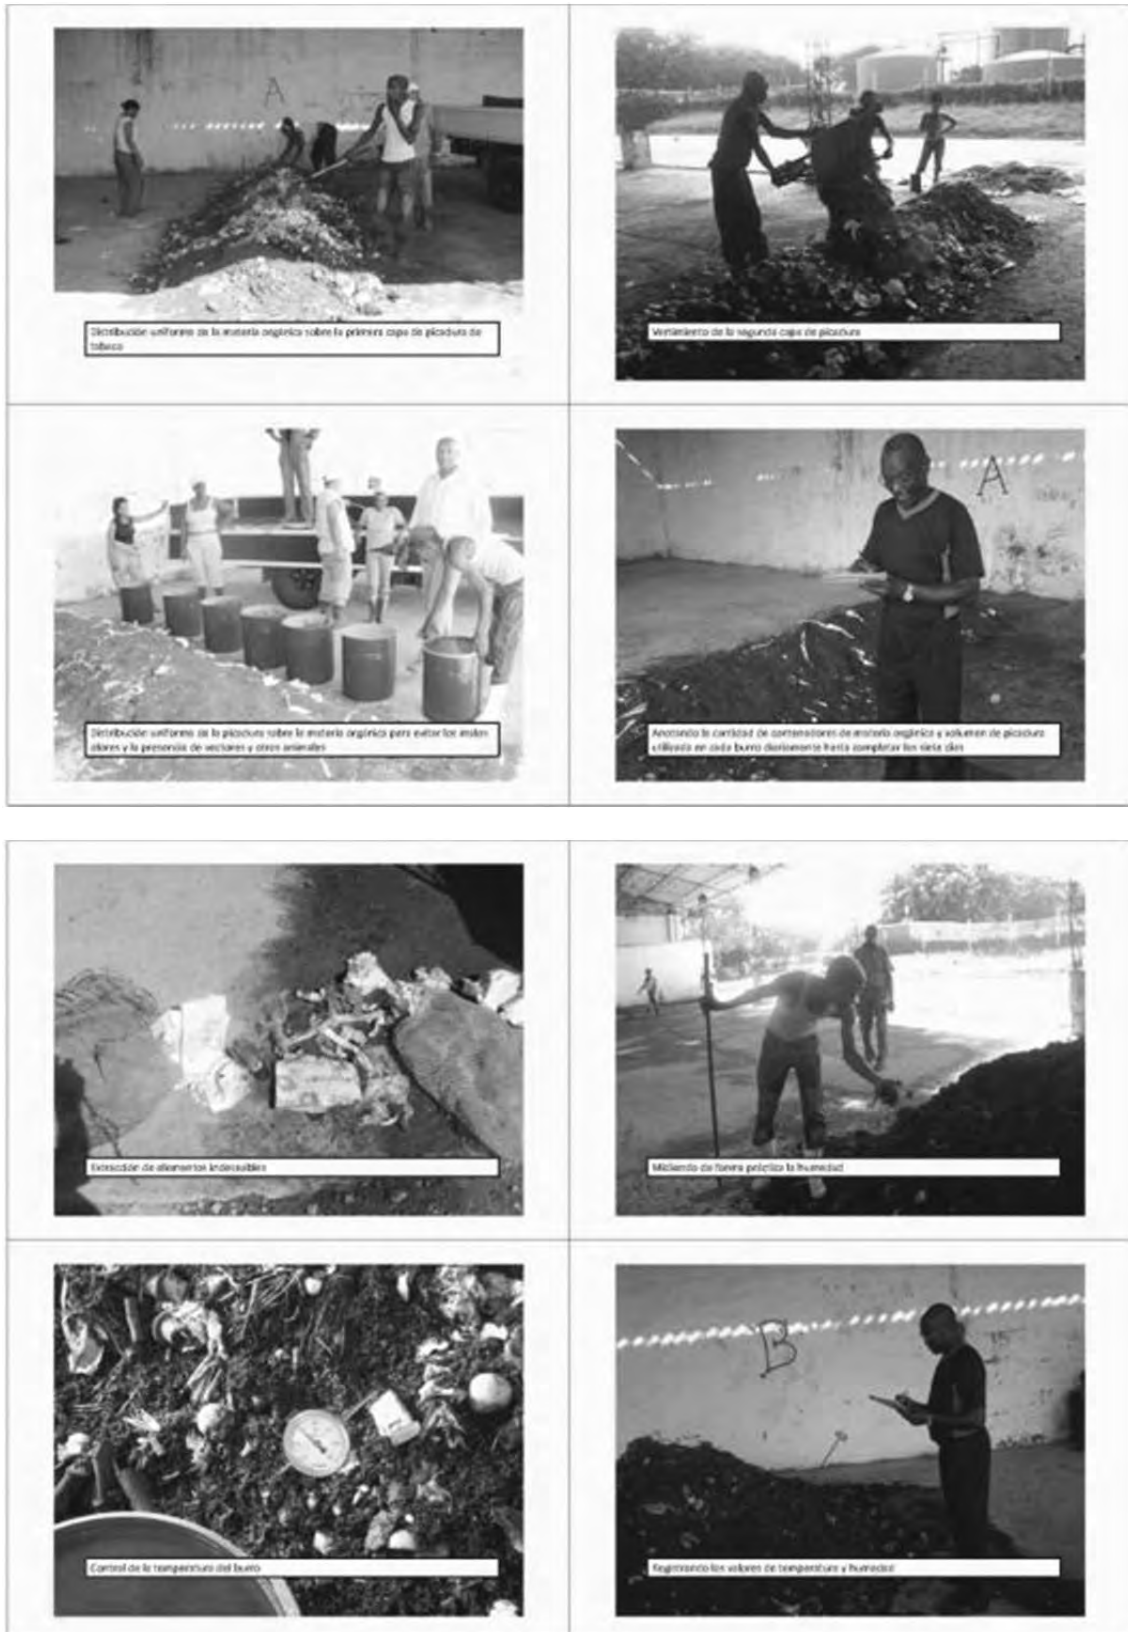 A
Distribución uniforme de la materia orgánica sobre la primera capa de picadura de
tabaco
Vertimiento de la segunda capa de picadura
Distribución uniforme de la picadura sobre la materia orgánica para evitar los malos
olores y la presencia de vectores y otros animales
A
Anotando la cantidad de contenedores de materia orgánica y volumen de picadura
utilizada en cada burro diariamente hasta completar los siete días
Extracción de elementos indeseables
Midiendo de forma práctica la humedad
Control de la temperatura del burro
B
Registrando los valores de temperatura y humedad